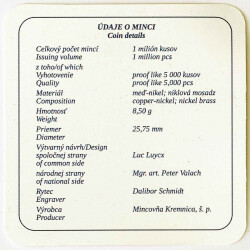 ÚDAJE O MINCI
Coin details
Celkový počet mincí 1 milión kusov
Issuing volume 1 million pcs
z toho/of which
Vyhotovenie proof like 5 000 kusov
Quality proof like 5,000 pcs
Materiál meď-nikel; niklová mosadz
Composition copper-nickel; nickel brass
Hmotnosť 8,50 g
Weight
Priemer 25,75 mm
Diameter
Výtvarný návrh/Design
spoločnej strany Luc Luycx
of common side
národnej strany Mgr. art. Peter Valach
of national side
Rytec Dalibor Schmidt
Engraver
Výrobca Mincovňa Kremnica, š. p.
Producer